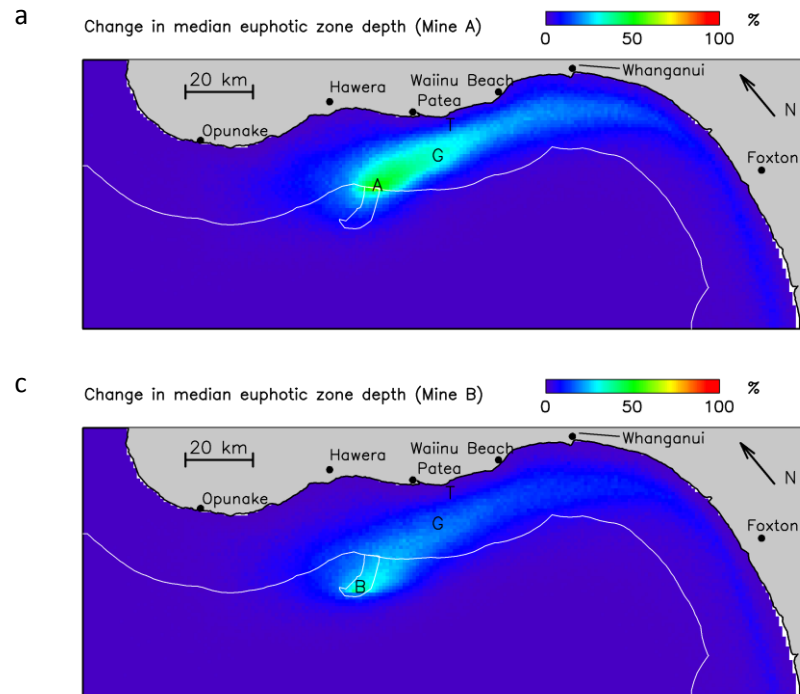 a
Change in median euphotic zone depth (Mine A)
%
0 50 100
20 km
Hawera
Waiinu Beach
Patea
Whanganui
Opunake
T
G
A
N
Foxton
c
Change in median euphotic zone depth (Mine B)
%
0 50 100
20 km
Hawera
Waiinu Beach
Patea
Whanganui
Opunake
T
G
B
N
Foxton